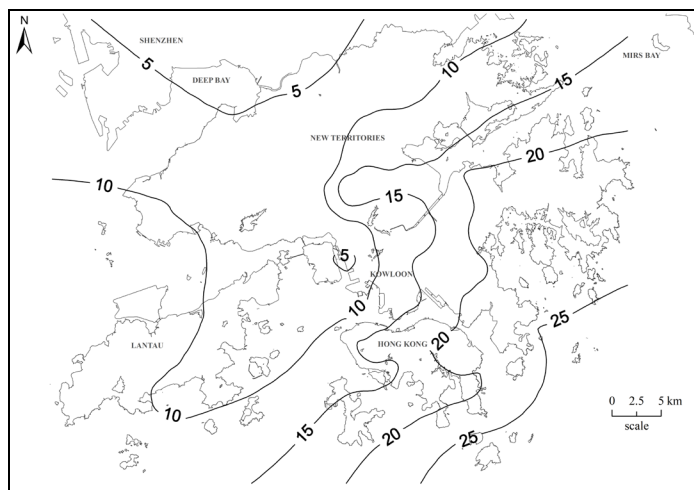 N
SHENZHEN
MIRS BAY
5
10
DEEP BAY
15
5
NEW TERRITORIES
20
10
15
5
KOWLOON
10
25
LANTAU
HONG KONG
20
10
0 2.5 5 km
scale
15
20
25